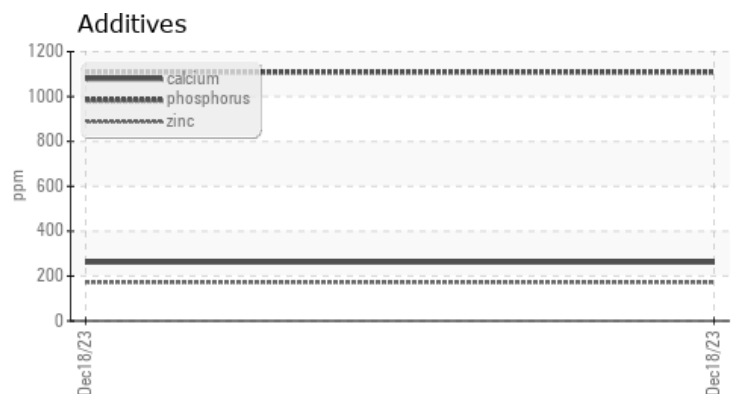 Additives
1200
calcium
1000
phosphorus
zinc
800
600
ppm
400
200
0
Dec18/23
Dec18/23